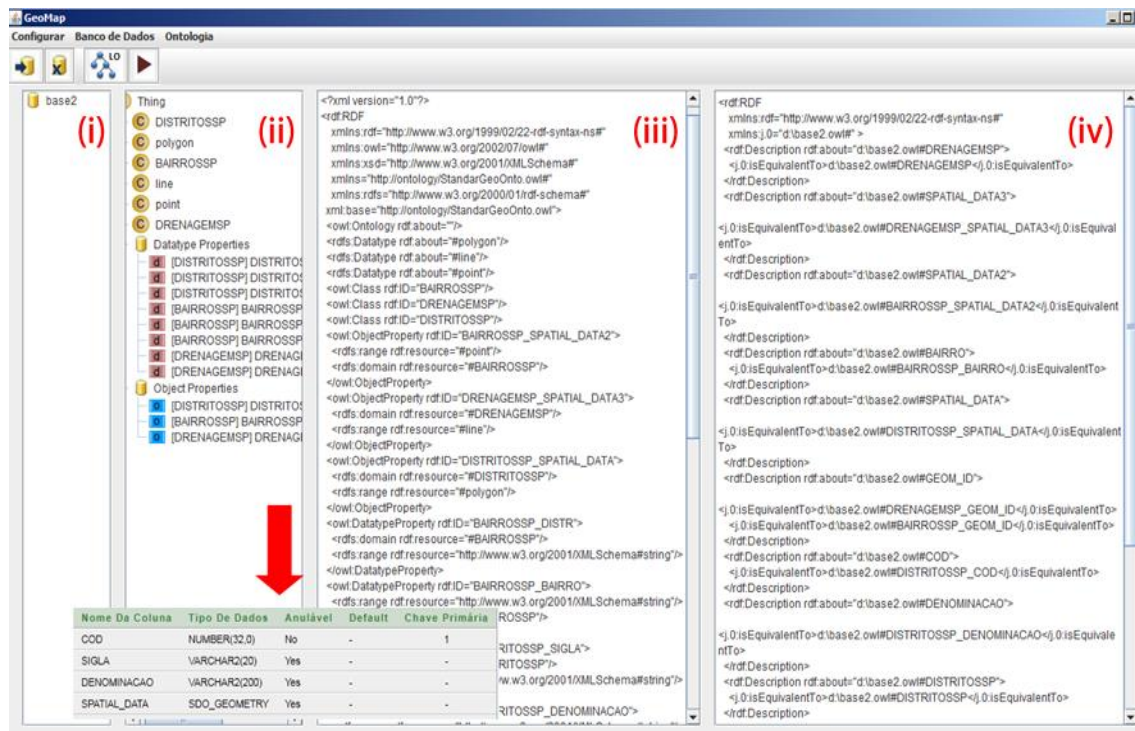 GeoMap
Configurar Banco de Dados Ontologia
LO
base2
(i)
Thing
DISTRITOSSP
(ii)
polygon
BAIRROSSP
line
point
DRENAGEMSP
Datatype Properties
d [DISTRITOSSP] DISTRITOS
d [DISTRITOSSP] DISTRITOS
d [DISTRITOSSP] DISTRITOS
d [BAIRROSSP] BAIRROSSP
d [BAIRROSSP] BAIRROSSP
d [BAIRROSSP] BAIRROSSP
d [DRENAGEMSP] DRENAGI
d [DRENAGEMSP] DRENAGI
Object Properties
o [DISTRITOSSP] DISTRITOS
o [BAIRROSSP] BAIRROSSP
o [DRENAGEMSP] DRENAGI
<?xml version="1.0"?>
<rdf:RDF
xmlns:rdf="http://www.w3.org/1999/02/22-rdf-syntax-ns#"
(iii)
xmlns:owl="http://www.w3.org/2002/07/owl#"
xmlns:xsd="http://www.w3.org/2001/XMLSchema#"
xmlns="http://ontology/StandarGeoOnto.owl#"
xmlns:rdfs="http://www.w3.org/2000/01/rdf-schema#"
xml:base="http://ontology/StandarGeoOnto.owl">
<owl:Ontology rdf:about=""/>
<rdfs:Datatype rdf:about="#polygon"/>
<rdfs:Datatype rdf:about="#line"/>
<rdfs:Datatype rdf:about="#point"/>
<owl:Class rdf:ID="BAIRROSSP"/>
<owl:Class rdf:ID="DRENAGEMSP"/>
<owl:Class rdf:ID="DISTRITOSSP"/>
<owl:ObjectProperty rdf:ID="BAIRROSSP_SPATIAL_DATA2">
<rdfs:range rdf:resource="#point"/>
<rdfs:domain rdf:resource="#BAIRROSSP"/>
</owl:ObjectProperty>
<owl:ObjectProperty rdf:ID="DRENAGEMSP_SPATIAL_DATA3">
<rdfs:domain rdf:resource="#DRENAGEMSP"/>
<rdfs:range rdf:resource="#line"/>
</owl:ObjectProperty>
<owl:ObjectProperty rdf:ID="DISTRITOSSP_SPATIAL_DATA">
<rdfs:domain rdf:resource="#DISTRITOSSP"/>
<rdfs:range rdf:resource="#polygon"/>
</owl:ObjectProperty>
<owl:DatatypeProperty rdf:ID="BAIRROSSP_DISTR">
<rdfs:domain rdf:resource="#BAIRROSSP"/>
<rdfs:range rdf:resource="http://www.w3.org/2001/XMLSchema#string"/>
</owl:DatatypeProperty>
<owl:DatatypeProperty rdf:ID="BAIRROSSP_BAIRRO">
<rdfs:range rdf:resource="http://www.w3.org/2001/XMLSchema#string"/>
ROSSP"/>
RITOSSP_SIGLA">
RITOSSP"/>
w.w3.org/2001/XMLSchema#string"/>
RITOSSP_DENOMINACAO">
Nome Da Coluna Tipo De Dados Anulável Default Chave Primária
COD NUMBER(32,0) No - 1
SIGLA VARCHAR2(20) Yes - -
DENOMINACAO VARCHAR2(200) Yes - -
SPATIAL_DATA SDO_GEOMETRY Yes - -
<rdf:RDF
xmlns:rdf="http://www.w3.org/1999/02/22-rdf-syntax-ns#"
xmlns:j.0="d:\base2.owl#" >
(iv)
<rdf:Description rdf:about="d:\base2.owl#DRENAGEMSP">
<j.0:isEquivalentTo>d:\base2.owl#DRENAGEMSP</j.0:isEquivalentTo>
</rdf:Description>
<rdf:Description rdf:about="d:\base2.owl#SPATIAL_DATA3">
<j.0:isEquivalentTo>d:\base2.owl#DRENAGEMSP_SPATIAL_DATA3</j.0:isEquival
entTo>
</rdf:Description>
<rdf:Description rdf:about="d:\base2.owl#SPATIAL_DATA2">
<j.0:isEquivalentTo>d:\base2.owl#BAIRROSSP_SPATIAL_DATA2</j.0:isEquivalent
To>
</rdf:Description>
<rdf:Description rdf:about="d:\base2.owl#BAIRRO">
<j.0:isEquivalentTo>d:\base2.owl#BAIRROSSP_BAIRRO</j.0:isEquivalentTo>
</rdf:Description>
<rdf:Description rdf:about="d:\base2.owl#SPATIAL_DATA">
<j.0:isEquivalentTo>d:\base2.owl#DISTRITOSSP_SPATIAL_DATA</j.0:isEquivalent
To>
</rdf:Description>
<rdf:Description rdf:about="d:\base2.owl#GEOM_ID">
<j.0:isEquivalentTo>d:\base2.owl#DRENAGEMSP_GEOM_ID</j.0:isEquivalentTo>
<j.0:isEquivalentTo>d:\base2.owl#BAIRROSSP_GEOM_ID</j.0:isEquivalentTo>
</rdf:Description>
<rdf:Description rdf:about="d:\base2.owl#COD">
<j.0:isEquivalentTo>d:\base2.owl#DISTRITOSSP_COD</j.0:isEquivalentTo>
</rdf:Description>
<rdf:Description rdf:about="d:\base2.owl#DENOMINACAO">
<j.0:isEquivalentTo>d:\base2.owl#DISTRITOSSP_DENOMINACAO</j.0:isEquivale
ntTo>
</rdf:Description>
<rdf:Description rdf:about="d:\base2.owl#DISTRITOSSP">
<j.0:isEquivalentTo>d:\base2.owl#DISTRITOSSP</j.0:isEquivalentTo>
</rdf:Description>